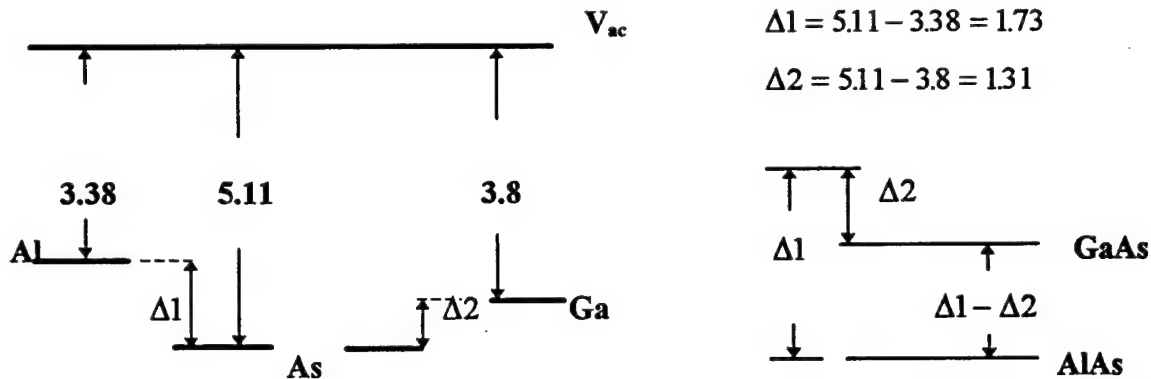 V_ac
Δ1 = 5.11 − 3.38 = 1.73
Δ2 = 5.11 − 3.8 = 1.31
3.38
5.11
3.8
Al
Δ1
As
Δ2
Ga
Δ2
Δ1
GaAs
Δ1 − Δ2
AlAs